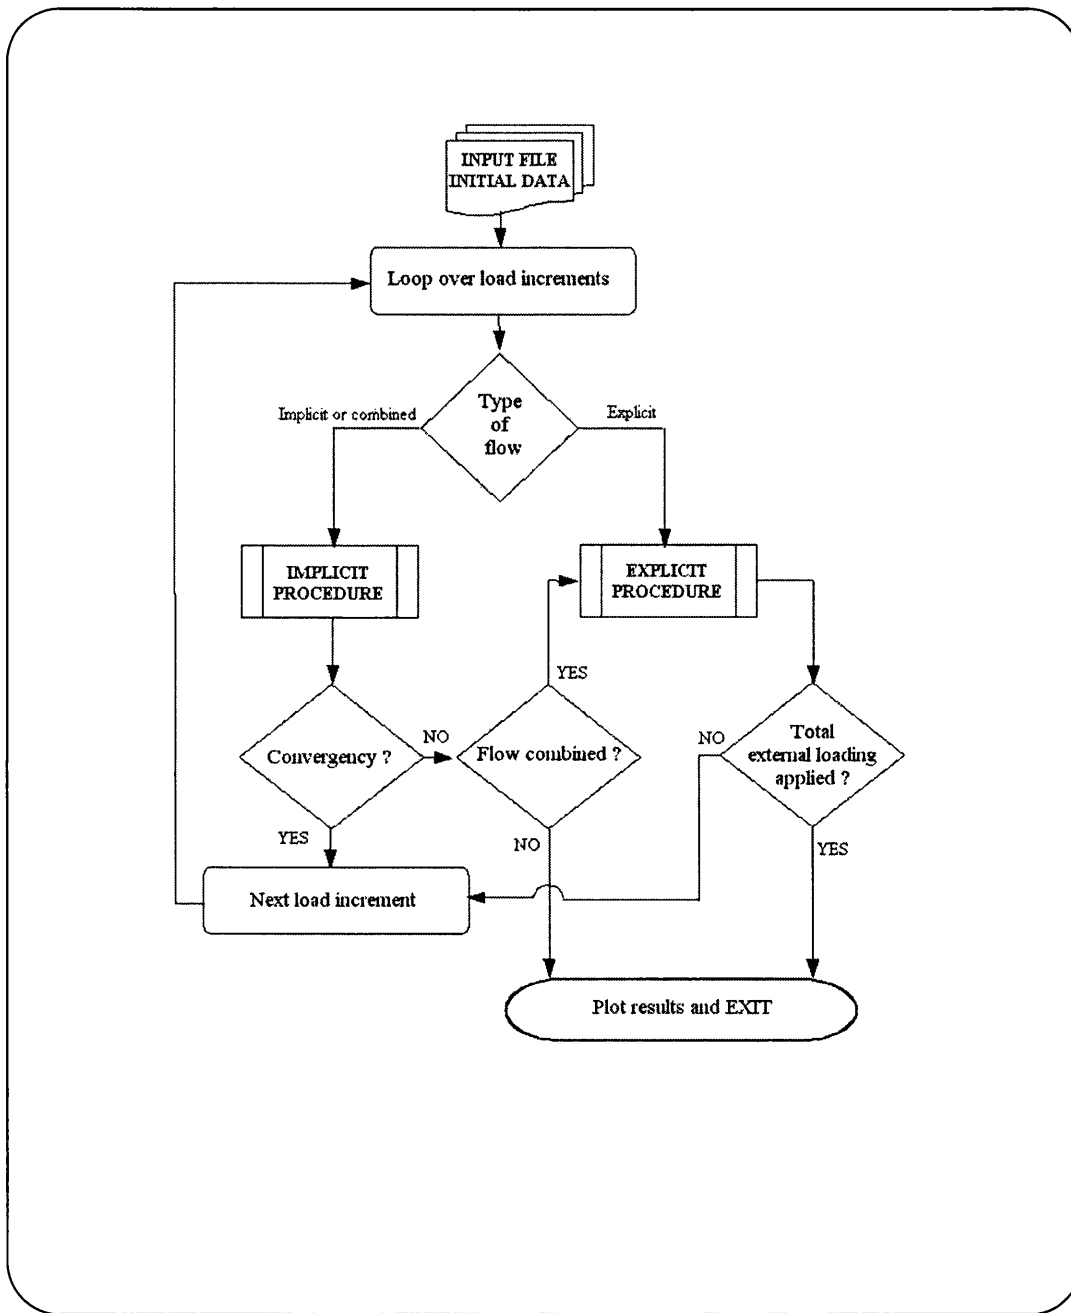 INPUT FILE
INITIAL DATA
Loop over load increments
Type
of
flow
Implicit or combined
Explicit
IMPLICIT
PROCEDURE
EXPLICIT
PROCEDURE
YES
Convergency ?
NO
Flow combined ?
NO
Total
external loading
applied ?
YES
NO
YES
Next load increment
Plot results and EXIT